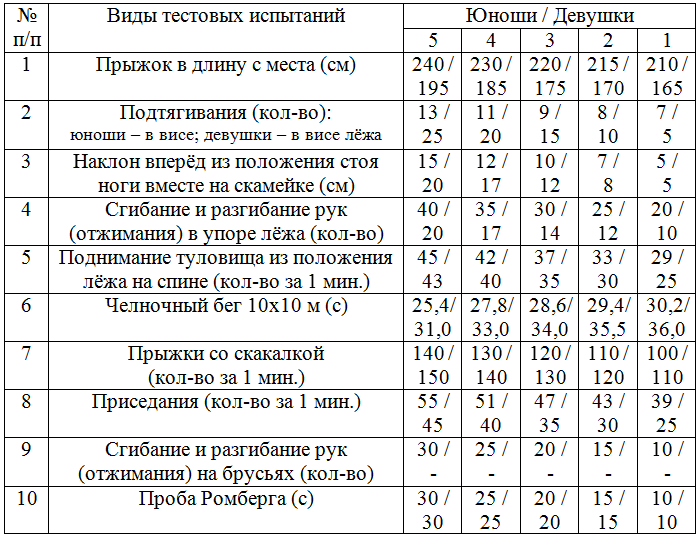 № п/п Виды тестовых испытаний Юноши / Девушки
5 4 3 2 1
1 Прыжок в длину с места (см) 240 / 230 / 220 / 215 / 210 /
195 185 175 170 165
2 Подтягивания (кол-во): 13 / 11 / 9 / 8 / 7 /
юноши – в висе; девушки – в висе лёжа 25 20 15 10 5
3 Наклон вперёд из положения стоя 15 / 12 / 10 / 7 / 5 /
ноги вместе на скамейке (см) 20 17 12 8 5
4 Сгибание и разгибание рук 40 / 35 / 30 / 25 / 20 /
(отжимания) в упоре лёжа (кол-во) 20 17 14 12 10
5 Поднимание туловища из положения 45 / 42 / 37 / 33 / 29 /
лёжа на спине (кол-во за 1 мин.) 43 40 35 30 25
6 Челночный бег 10х10 м (с) 25,4/ 27,8/ 28,6/ 29,4/ 30,2/
31,0 33,0 34,0 35,5 36,0
7 Прыжки со скакалкой 140 / 130 / 120 / 110 / 100 /
(кол-во за 1 мин.) 150 140 130 120 110
8 Приседания (кол-во за 1 мин.) 55 / 51 / 47 / 43 / 39 /
45 40 35 30 25
9 Сгибание и разгибание рук 30 / 25 / 20 / 15 / 10 /
(отжимания) на брусьях (кол-во) - - - - -
10 Проба Ромберга (с) 30 / 25 / 20 / 15 / 10 /
30 25 20 15 10